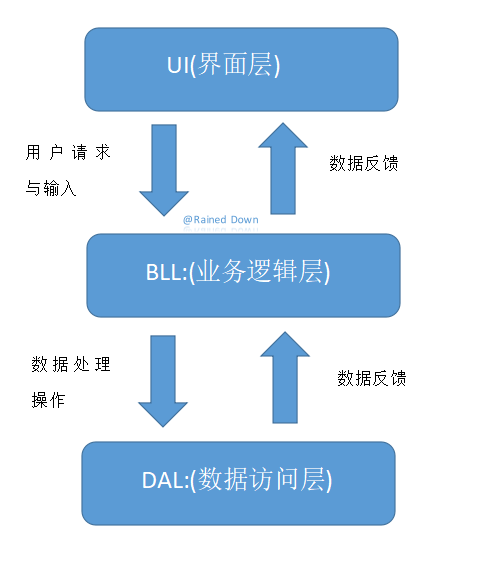 UI(界面层)
用户请求
与输入
数据反馈
@Rained Down
BLL:(业务逻辑层)
数据处理
操作
数据反馈
DAL:(数据访问层)